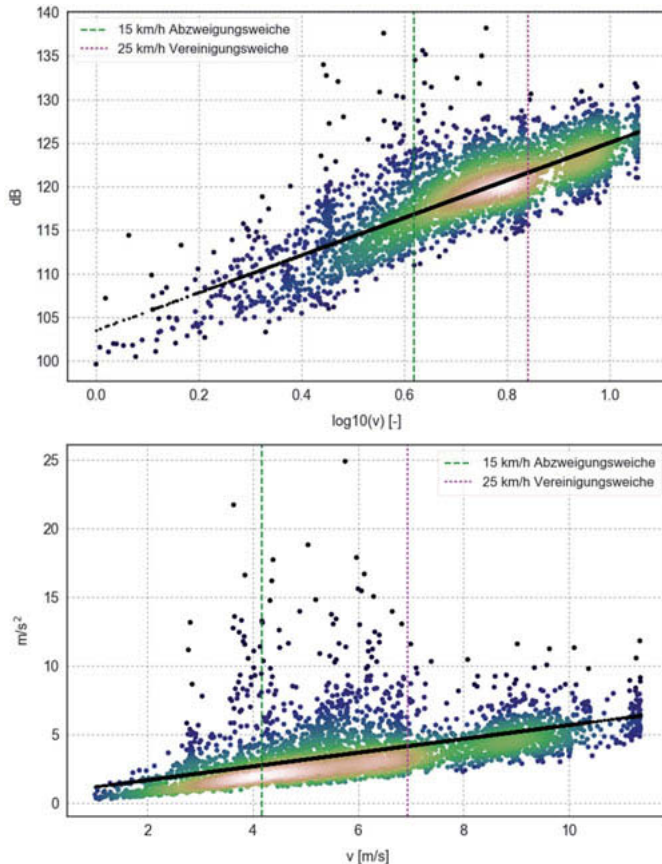 140
135
130
125
120
115
110
105
100
dB
15 km/h Abzweigungsweiche
25 km/h Vereinigungsweiche
0.0 0.2 0.4 0.6 0.8 1.0
log10(v) [-]
25
20
15
10
5
0
m/s²
15 km/h Abzweigungsweiche
25 km/h Vereinigungsweiche
2 4 6 8 10
v [m/s]